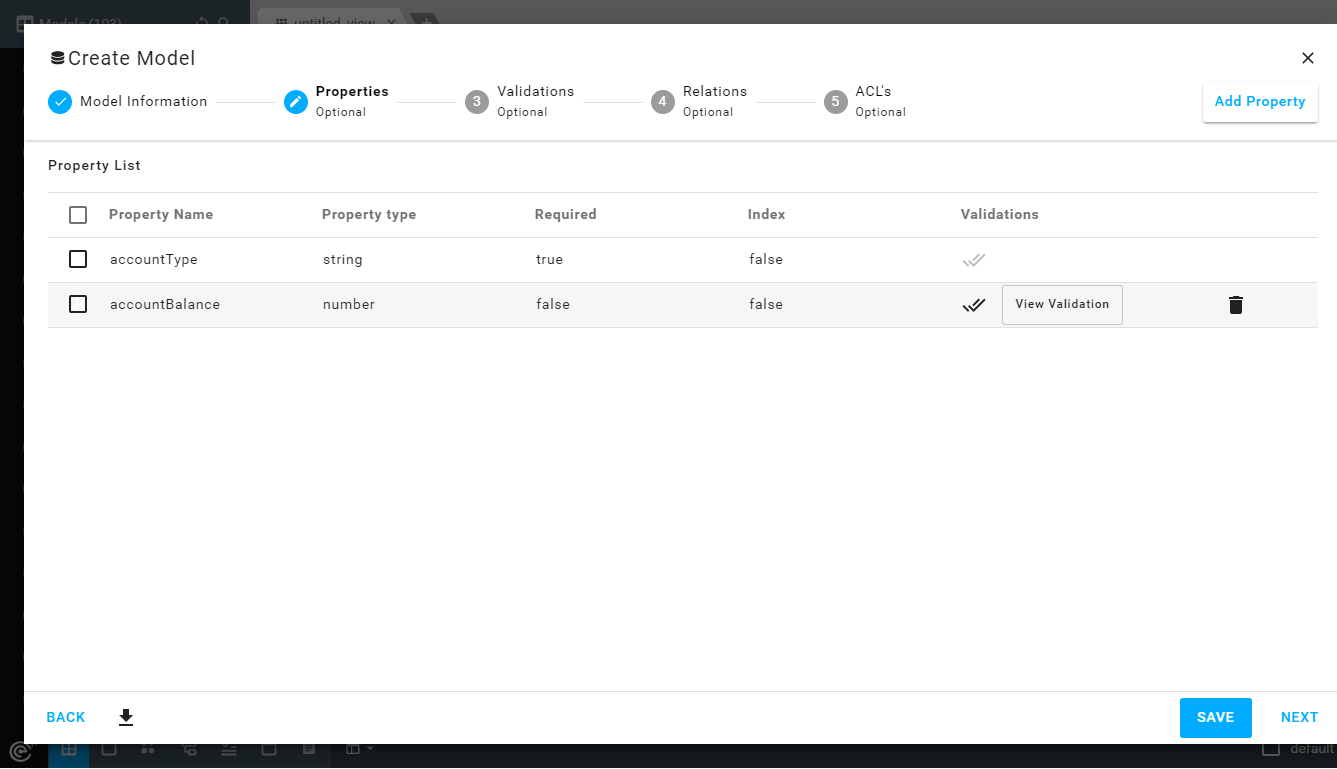 Models (103)
untitled_view
Create Model
Model Information
Properties
Optional
3
Validations
Optional
4
Relations
Optional
5
ACL's
Optional
Add Property
Property List
Property Name Property type Required Index Validations
accountType string true false
accountBalance number false false View Validation
BACK SAVE NEXT
default